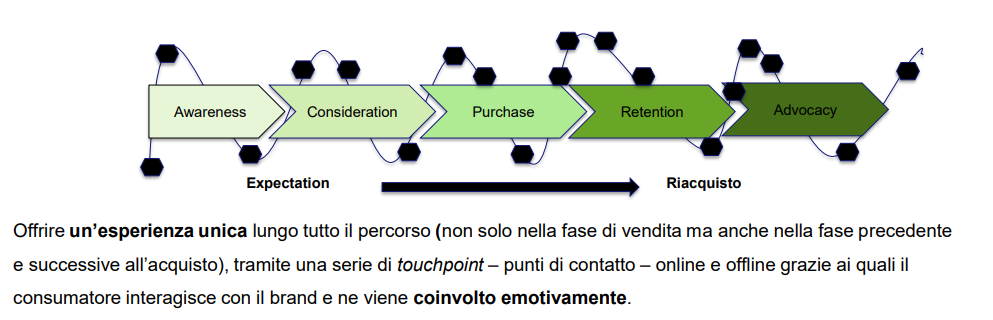 Awareness
Consideration
Purchase
Retention
Advocacy
Expectation
Riacquisto
Offrire un'esperienza unica lungo tutto il percorso (non solo nella fase di vendita ma anche nella fase precedente
e successive all'acquisto), tramite una serie di touchpoint – punti di contatto – online e offline grazie ai quali il
consumatore interagisce con il brand e ne viene coinvolto emotivamente.